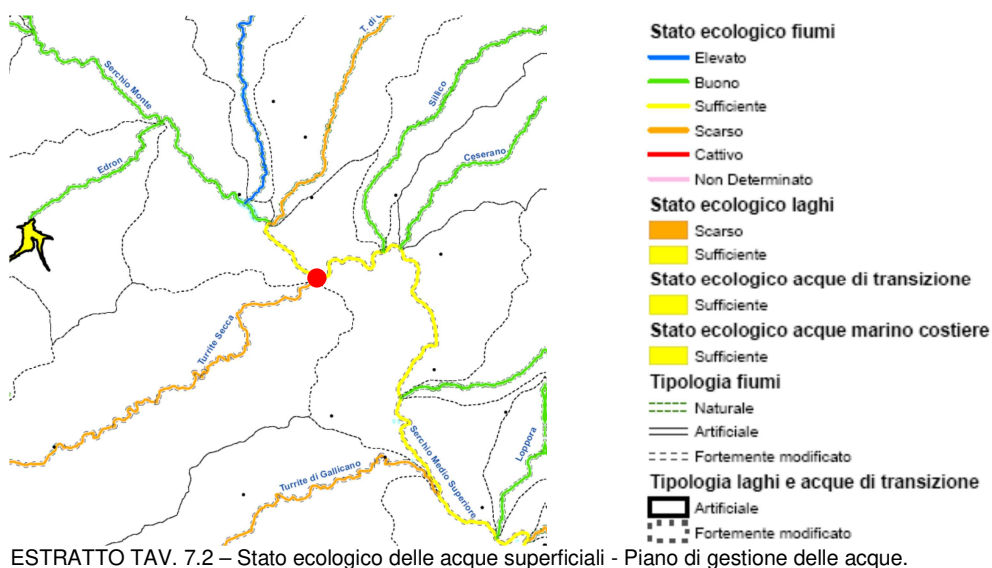 Serchio Monte
Edron
T. di
Sillico
Ceserano
Turrite Secca
Turrite di Gallicano
Serchio Medio Superiore
Loppora
Stato ecologico fiumi
Elevato
Buono
Sufficiente
Scarso
Cattivo
Non Determinato
Stato ecologico laghi
Scarso
Sufficiente
Stato ecologico acque di transizione
Sufficiente
Stato ecologico acque marino costiere
Sufficiente
Tipologia fiumi
Naturale
Artificiale
Fortemente modificato
Tipologia laghi e acque di transizione
Artificiale
Fortemente modificato
ESTRATTO TAV. 7.2 – Stato ecologico delle acque superficiali - Piano di gestione delle acque.